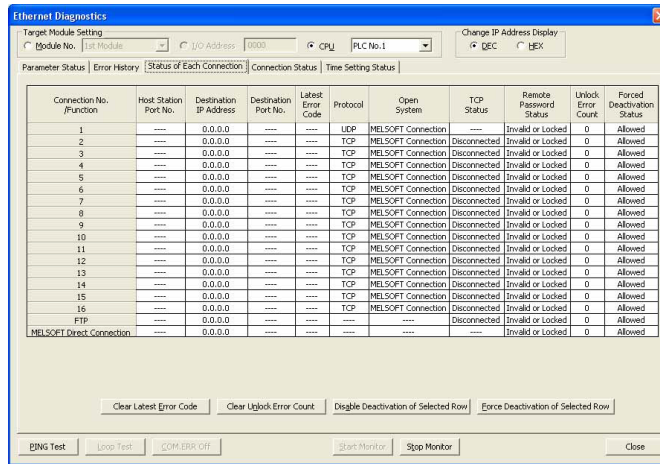 Ethernet Diagnostics
Target Module Setting
Module No. 1st Module I/O Address 0000 CPU PLC No.1
Change IP Address Display
DEC HEX
Parameter Status Error History Status of Each Connection Connection Status Time Setting Status
Connection No. /Function Host Station Port No. Destination IP Address Destination Port No. Latest Error Code Protocol Open System TCP Status Remote Password Status Unlock Error Count Forced Deactivation Status
1 ---- 0.0.0.0 ---- ---- UDP MELSOFT Connection ---- Invalid or Locked 0 Allowed
2 ---- 0.0.0.0 ---- ---- TCP MELSOFT Connection Disconnected Invalid or Locked 0 Allowed
3 ---- 0.0.0.0 ---- ---- TCP MELSOFT Connection Disconnected Invalid or Locked 0 Allowed
4 ---- 0.0.0.0 ---- ---- TCP MELSOFT Connection Disconnected Invalid or Locked 0 Allowed
5 ---- 0.0.0.0 ---- ---- TCP MELSOFT Connection Disconnected Invalid or Locked 0 Allowed
6 ---- 0.0.0.0 ---- ---- TCP MELSOFT Connection Disconnected Invalid or Locked 0 Allowed
7 ---- 0.0.0.0 ---- ---- TCP MELSOFT Connection Disconnected Invalid or Locked 0 Allowed
8 ---- 0.0.0.0 ---- ---- TCP MELSOFT Connection Disconnected Invalid or Locked 0 Allowed
9 ---- 0.0.0.0 ---- ---- TCP MELSOFT Connection Disconnected Invalid or Locked 0 Allowed
10 ---- 0.0.0.0 ---- ---- TCP MELSOFT Connection Disconnected Invalid or Locked 0 Allowed
11 ---- 0.0.0.0 ---- ---- TCP MELSOFT Connection Disconnected Invalid or Locked 0 Allowed
12 ---- 0.0.0.0 ---- ---- TCP MELSOFT Connection Disconnected Invalid or Locked 0 Allowed
13 ---- 0.0.0.0 ---- ---- TCP MELSOFT Connection Disconnected Invalid or Locked 0 Allowed
14 ---- 0.0.0.0 ---- ---- TCP MELSOFT Connection Disconnected Invalid or Locked 0 Allowed
15 ---- 0.0.0.0 ---- ---- TCP MELSOFT Connection Disconnected Invalid or Locked 0 Allowed
16 ---- 0.0.0.0 ---- ---- TCP MELSOFT Connection Disconnected Invalid or Locked 0 Allowed
FTP ---- 0.0.0.0 ---- ---- ---- ---- Disconnected Invalid or Locked 0 Allowed
MELSOFT Direct Connection ---- 0.0.0.0 ---- ---- ---- ---- ---- Invalid or Locked 0 Allowed
Clear Latest Error Code Clear Unlock Error Count Disable Deactivation of Selected Row Force Deactivation of Selected Row
PING Test Loop Test COM.ERR Off Start Monitor Stop Monitor Close